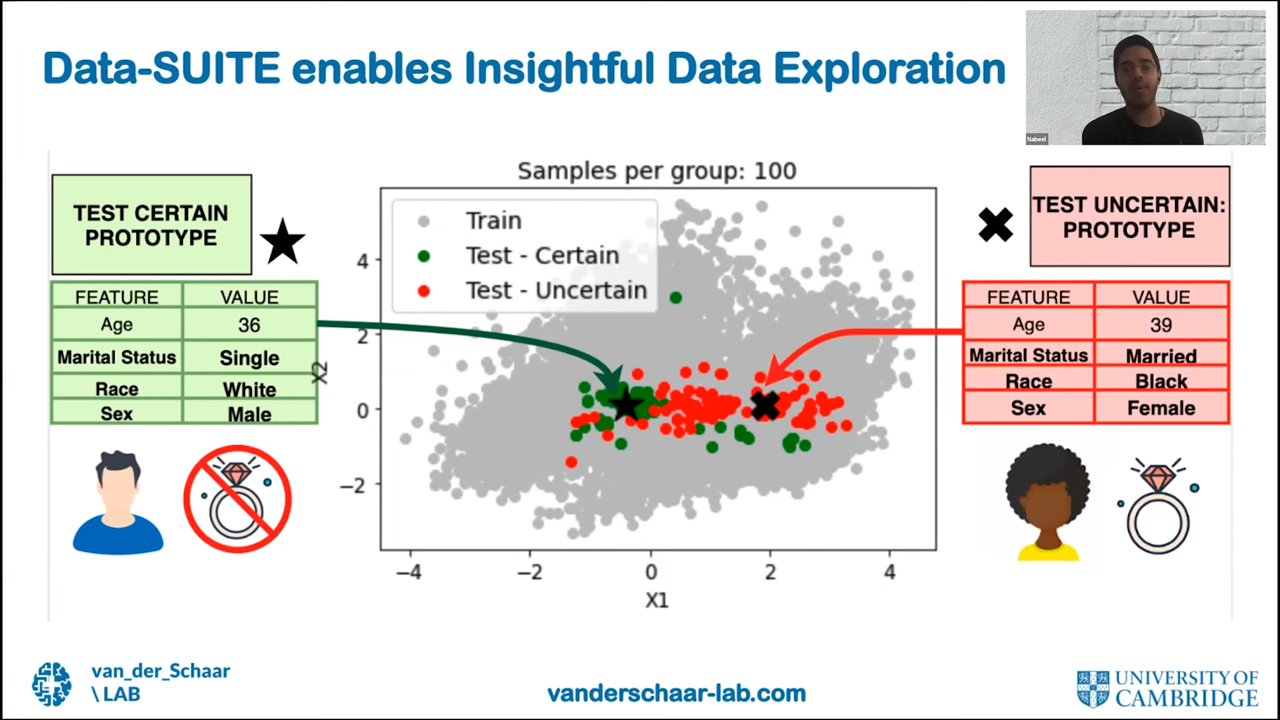 Data-SUITE enables Insightful Data Exploration
Nabeel
TEST CERTAIN
PROTOTYPE
FEATURE VALUE
Age 36
Marital Status Single
Race White
Sex Male
Samples per group: 100
Train
Test - Certain
Test - Uncertain
4
2
0
−2
X2
−4 −2 0 2 4
X1
TEST UNCERTAIN:
PROTOTYPE
FEATURE VALUE
Age 39
Marital Status Married
Race Black
Sex Female
van_der_Schaar
\ LAB
vanderschaar-lab.com
UNIVERSITY OF
CAMBRIDGE